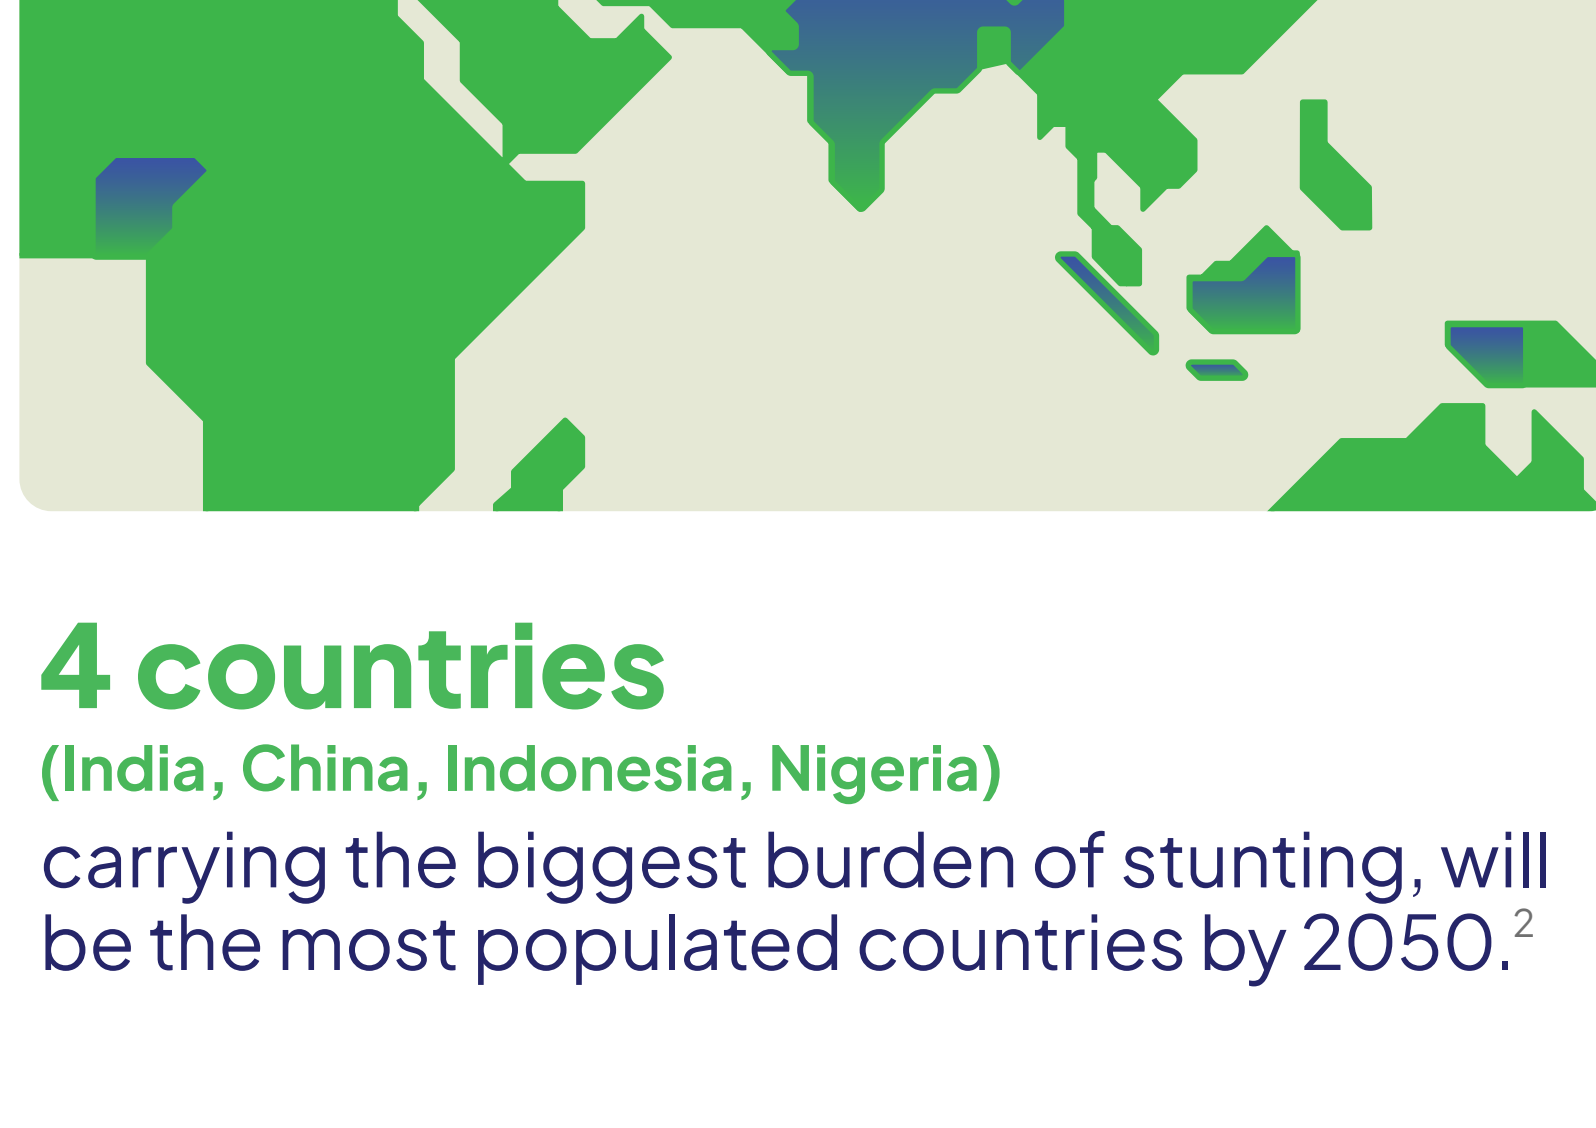 4 countries
(India, China, Indonesia, Nigeria)
carrying the biggest burden of stunting, will
be the most populated countries by 2050.²